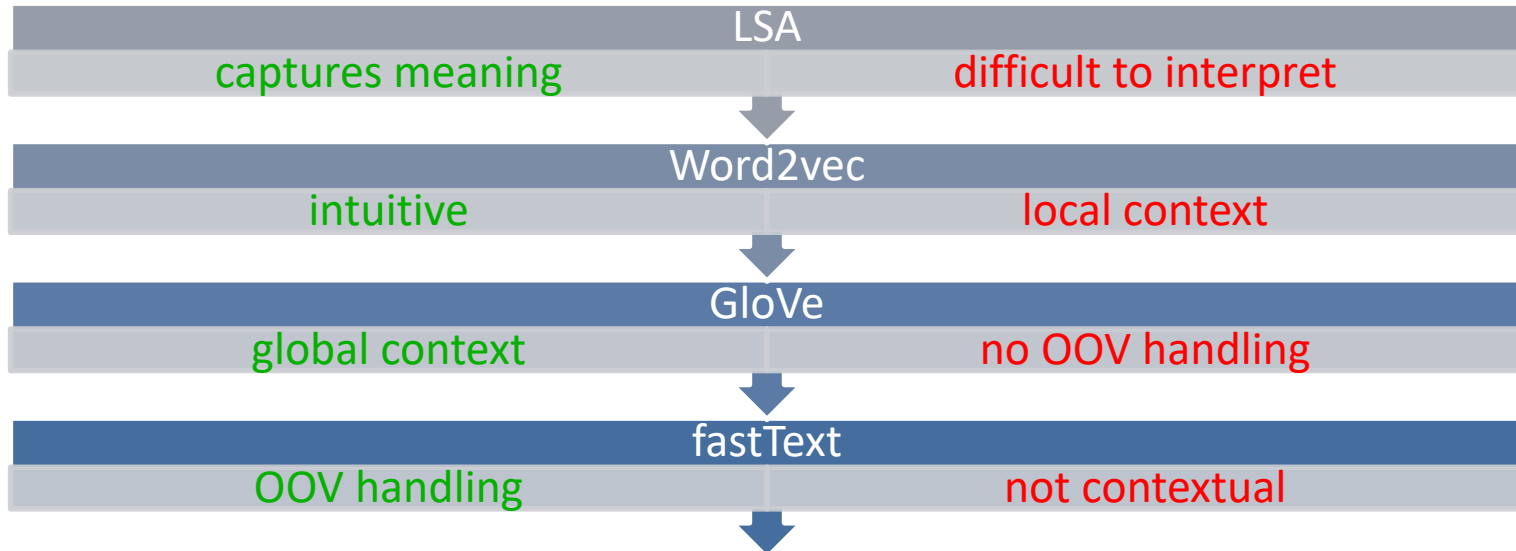 LSA
captures meaning difficult to interpret
Word2vec
intuitive local context
GloVe
global context no OOV handling
fastText
OOV handling not contextual